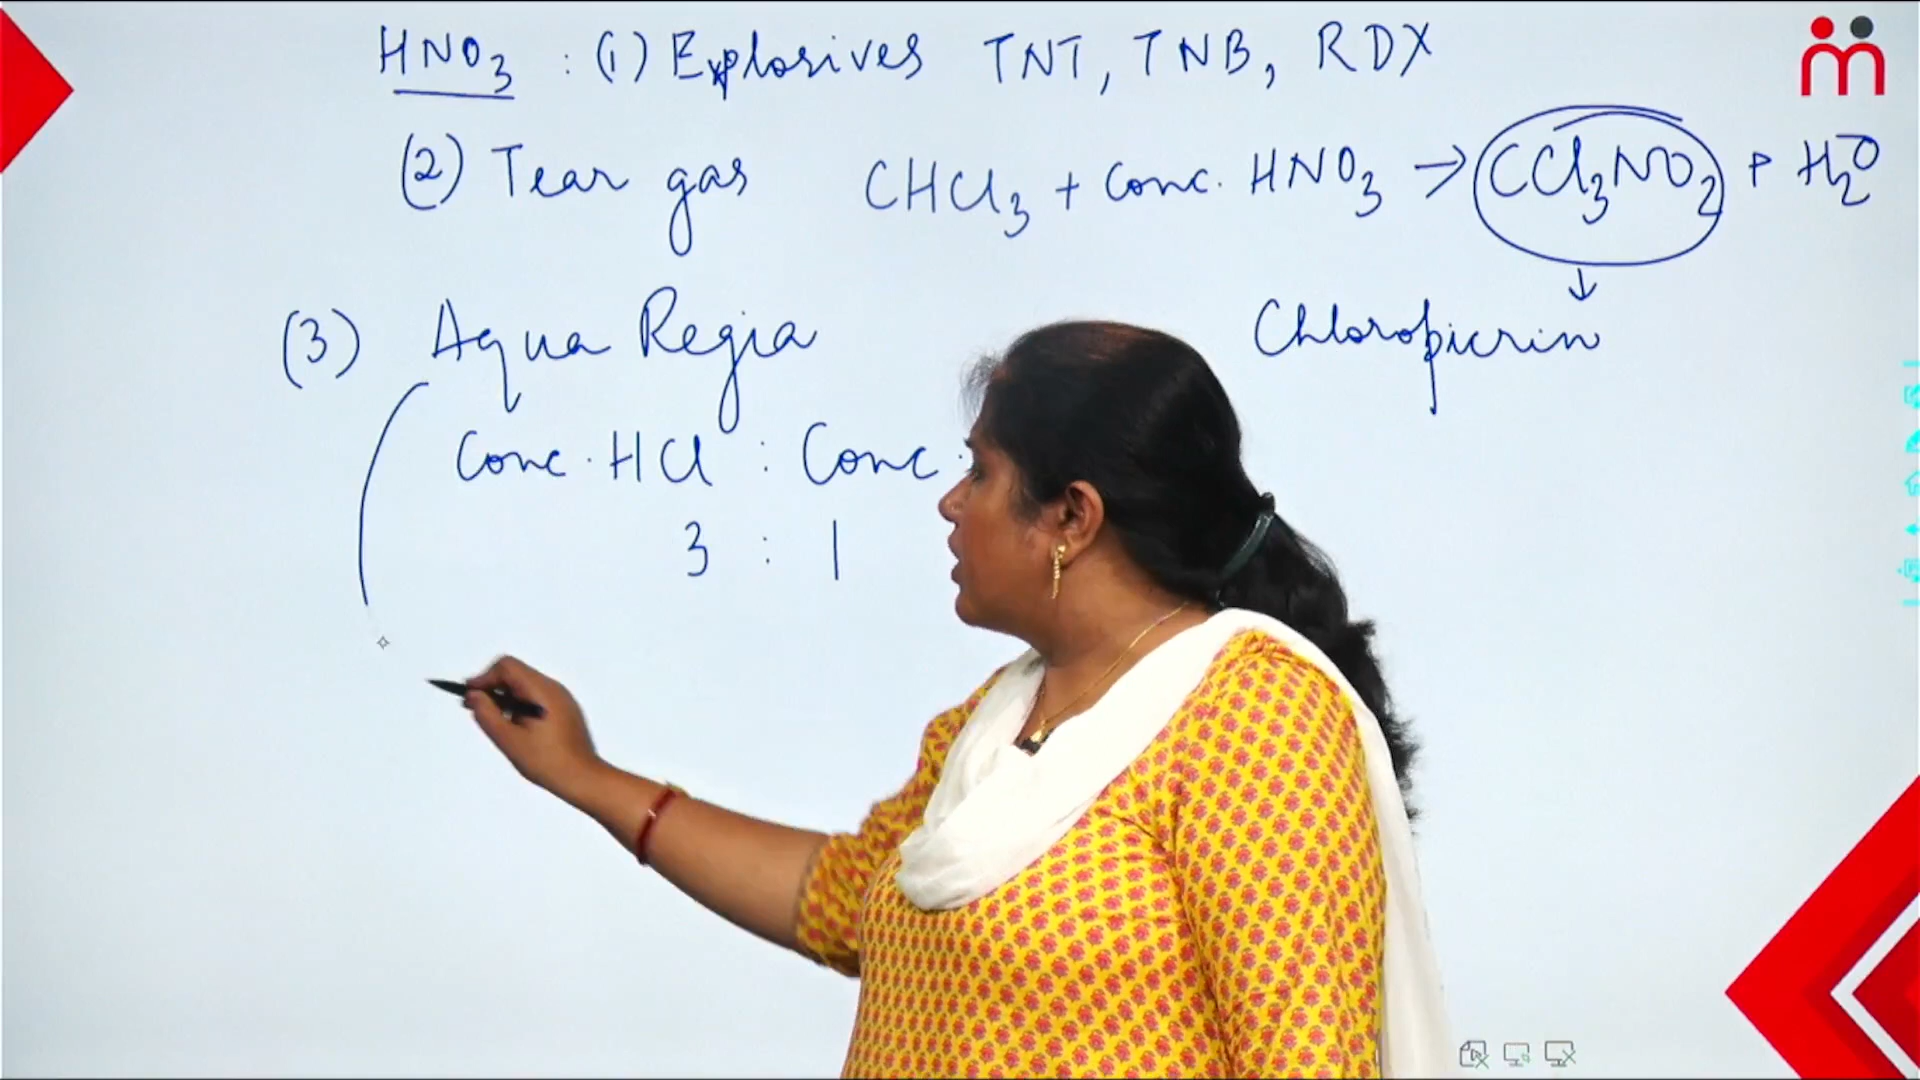 HNO3 : (1) Explosives TNT, TNB, RDX
(2) Tear gas CHCl3 + Conc. HNO3 → CCl3NO2 + H2O
Chloropicrin
(3) Aqua Regia
Conc. HCl : Conc.
3 : 1